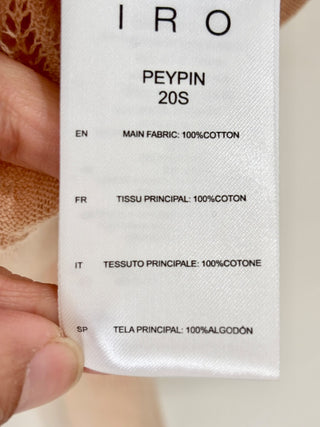 IRO
PEYPIN
20S
EN MAIN FABRIC: 100%COTTON
FR TISSU PRINCIPAL: 100%COTON
IT TESSUTO PRINCIPALE: 100%COTONE
SP TELA PRINCIPAL: 100%ALGODÓN